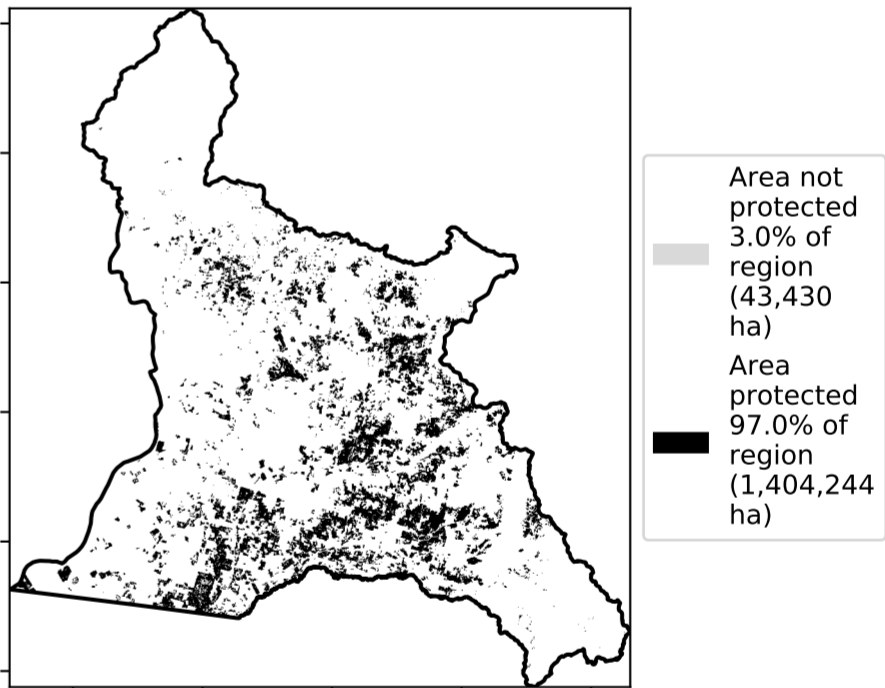 Area not
protected
3.0% of
region
(43,430
ha)
Area
protected
97.0% of
region
(1,404,244
ha)